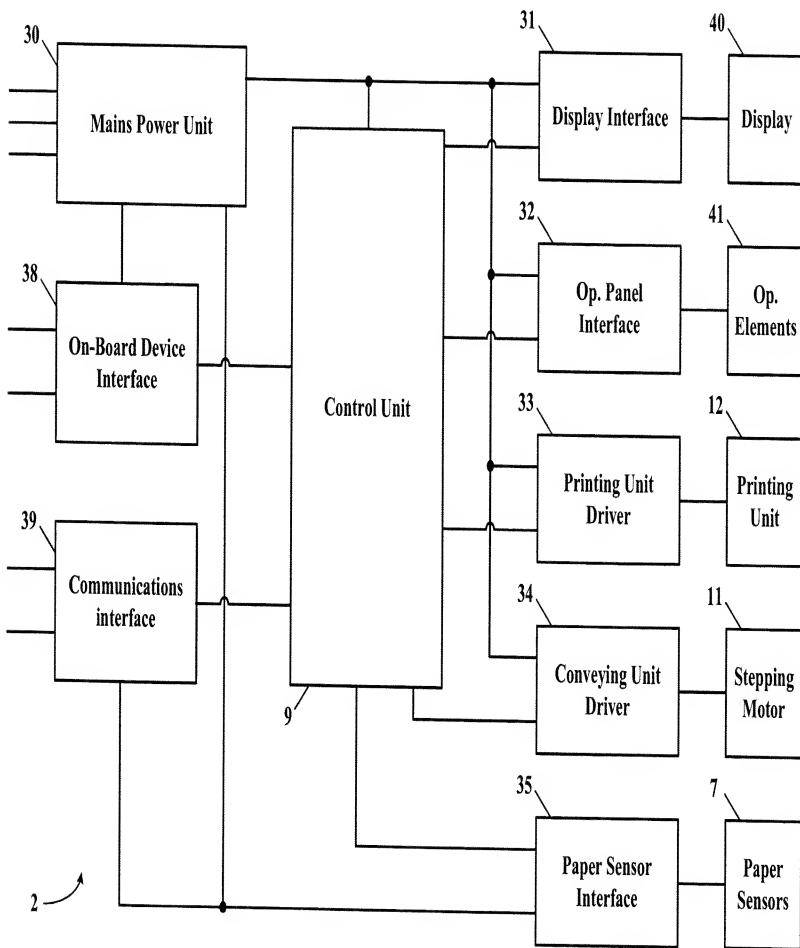 30
Mains Power Unit
31
Display Interface
40
Display
32
Op. Panel
Interface
41
Op.
Elements
38
On-Board Device
Interface
Control Unit
33
Printing Unit
Driver
12
Printing
Unit
39
Communications
interface
34
Conveying Unit
Driver
11
Stepping
Motor
9
35
Paper Sensor
Interface
7
Paper
Sensors
2